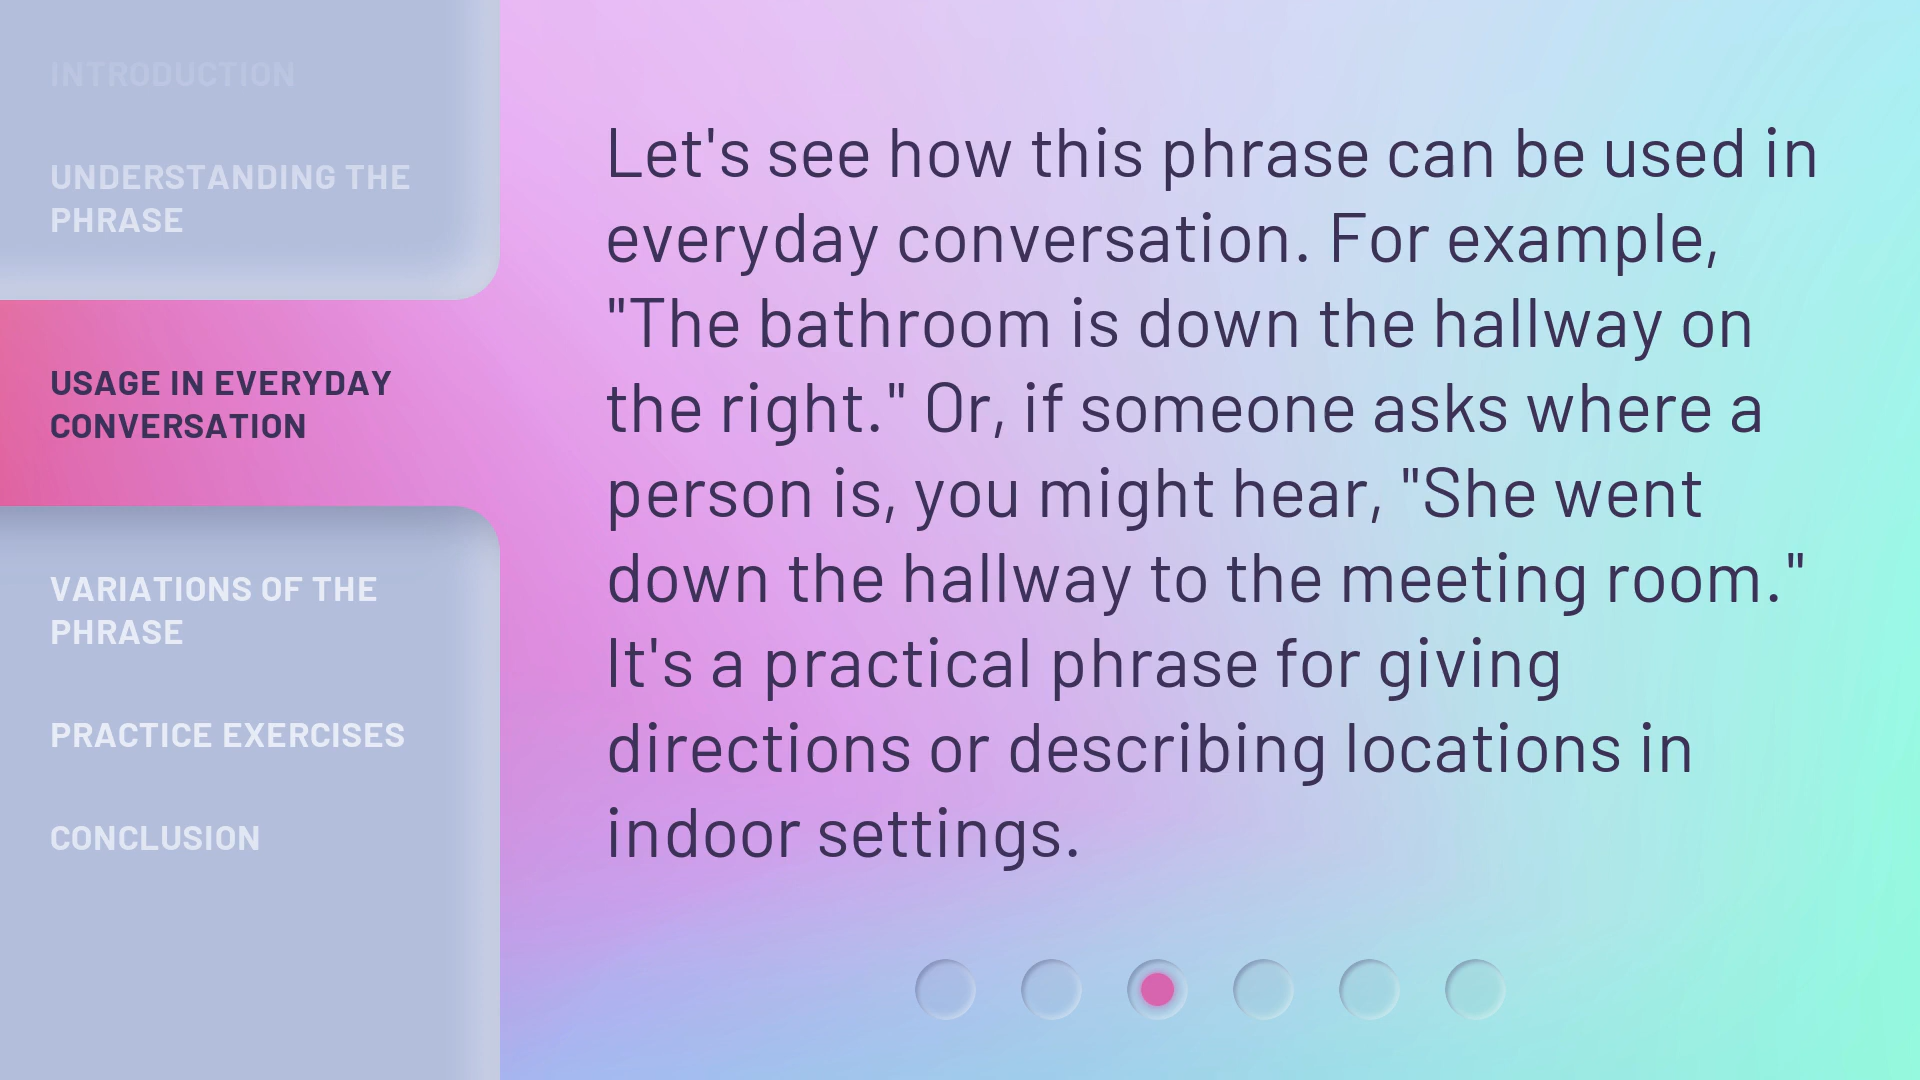 INTRODUCTION
UNDERSTANDING THE
PHRASE
USAGE IN EVERYDAY
CONVERSATION
VARIATIONS OF THE
PHRASE
PRACTICE EXERCISES
CONCLUSION
Let's see how this phrase can be used in
everyday conversation. For example,
"The bathroom is down the hallway on
the right." Or, if someone asks where a
person is, you might hear, "She went
down the hallway to the meeting room."
It's a practical phrase for giving
directions or describing locations in
indoor settings.